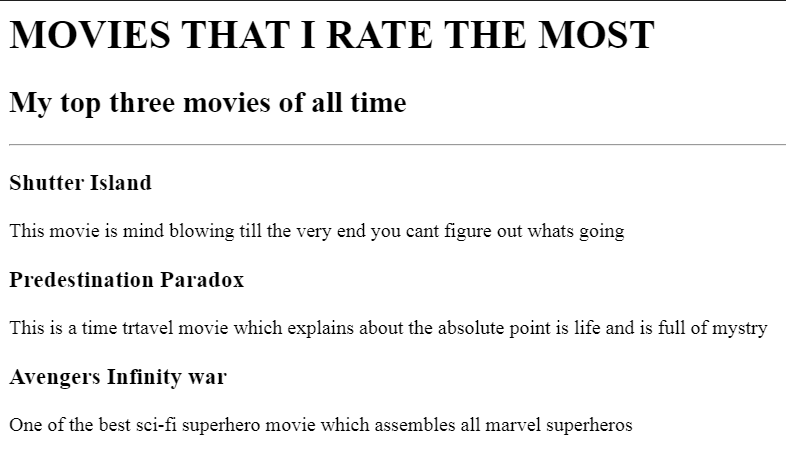 MOVIES THAT I RATE THE MOST
My top three movies of all time
Shutter Island
This movie is mind blowing till the very end you cant figure out whats going
Predestination Paradox
This is a time trtavel movie which explains about the absolute point is life and is full of mystry
Avengers Infinity war
One of the best sci-fi superhero movie which assembles all marvel superheros